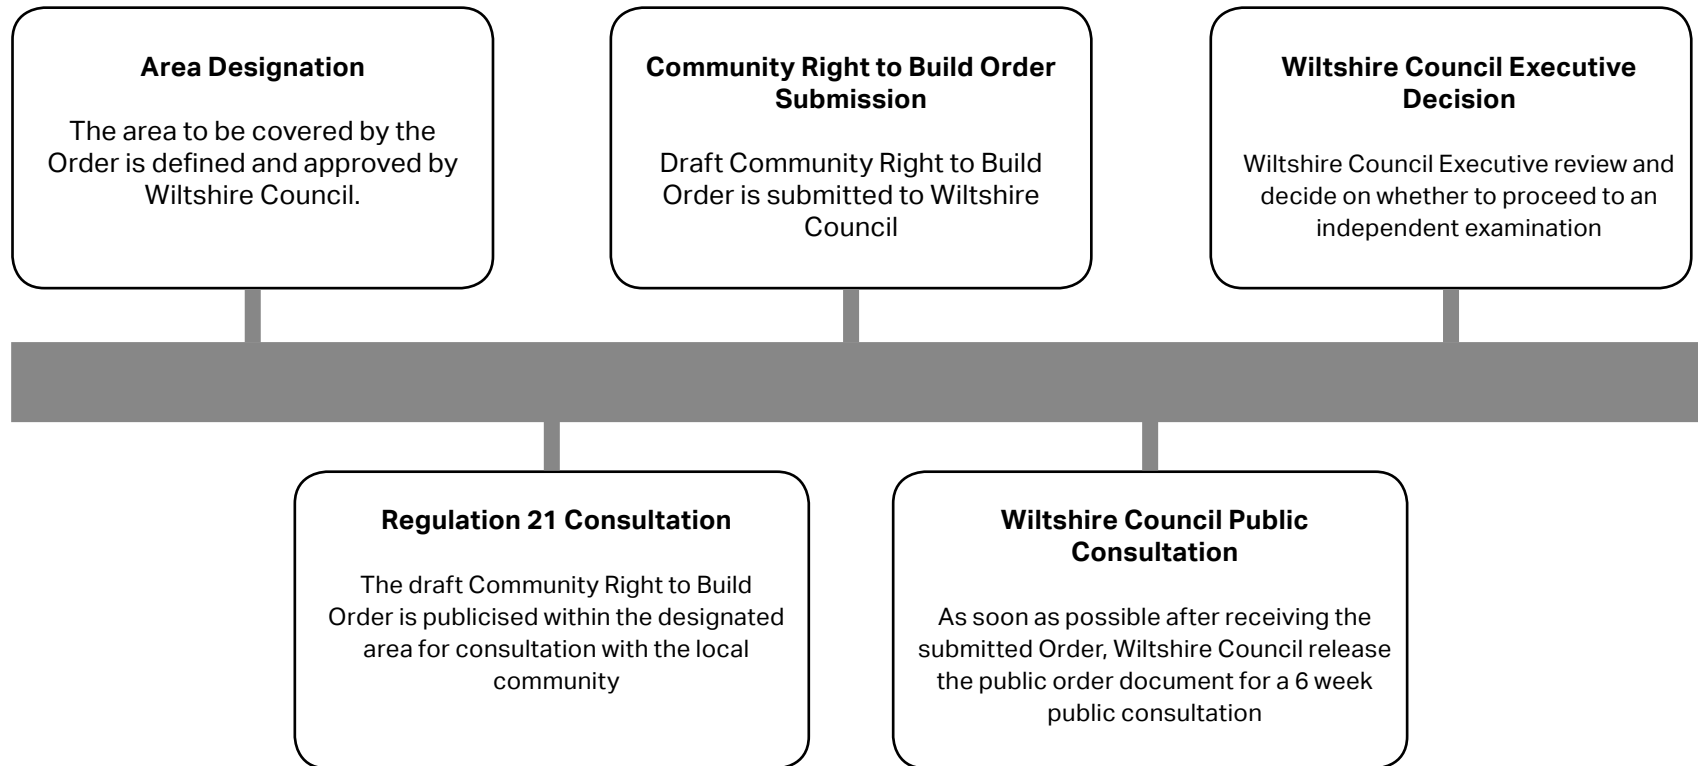 Area Designation
The area to be covered by the
Order is defined and approved by
Wiltshire Council.
Community Right to Build Order
Submission
Draft Community Right to Build
Order is submitted to Wiltshire
Council
Wiltshire Council Executive
Decision
Wiltshire Council Executive review and
decide on whether to proceed to an
independent examination
Regulation 21 Consultation
The draft Community Right to Build
Order is publicised within the designated
area for consultation with the local
community
Wiltshire Council Public
Consultation
As soon as possible after receiving the
submitted Order, Wiltshire Council release
the public order document for a 6 week
public consultation